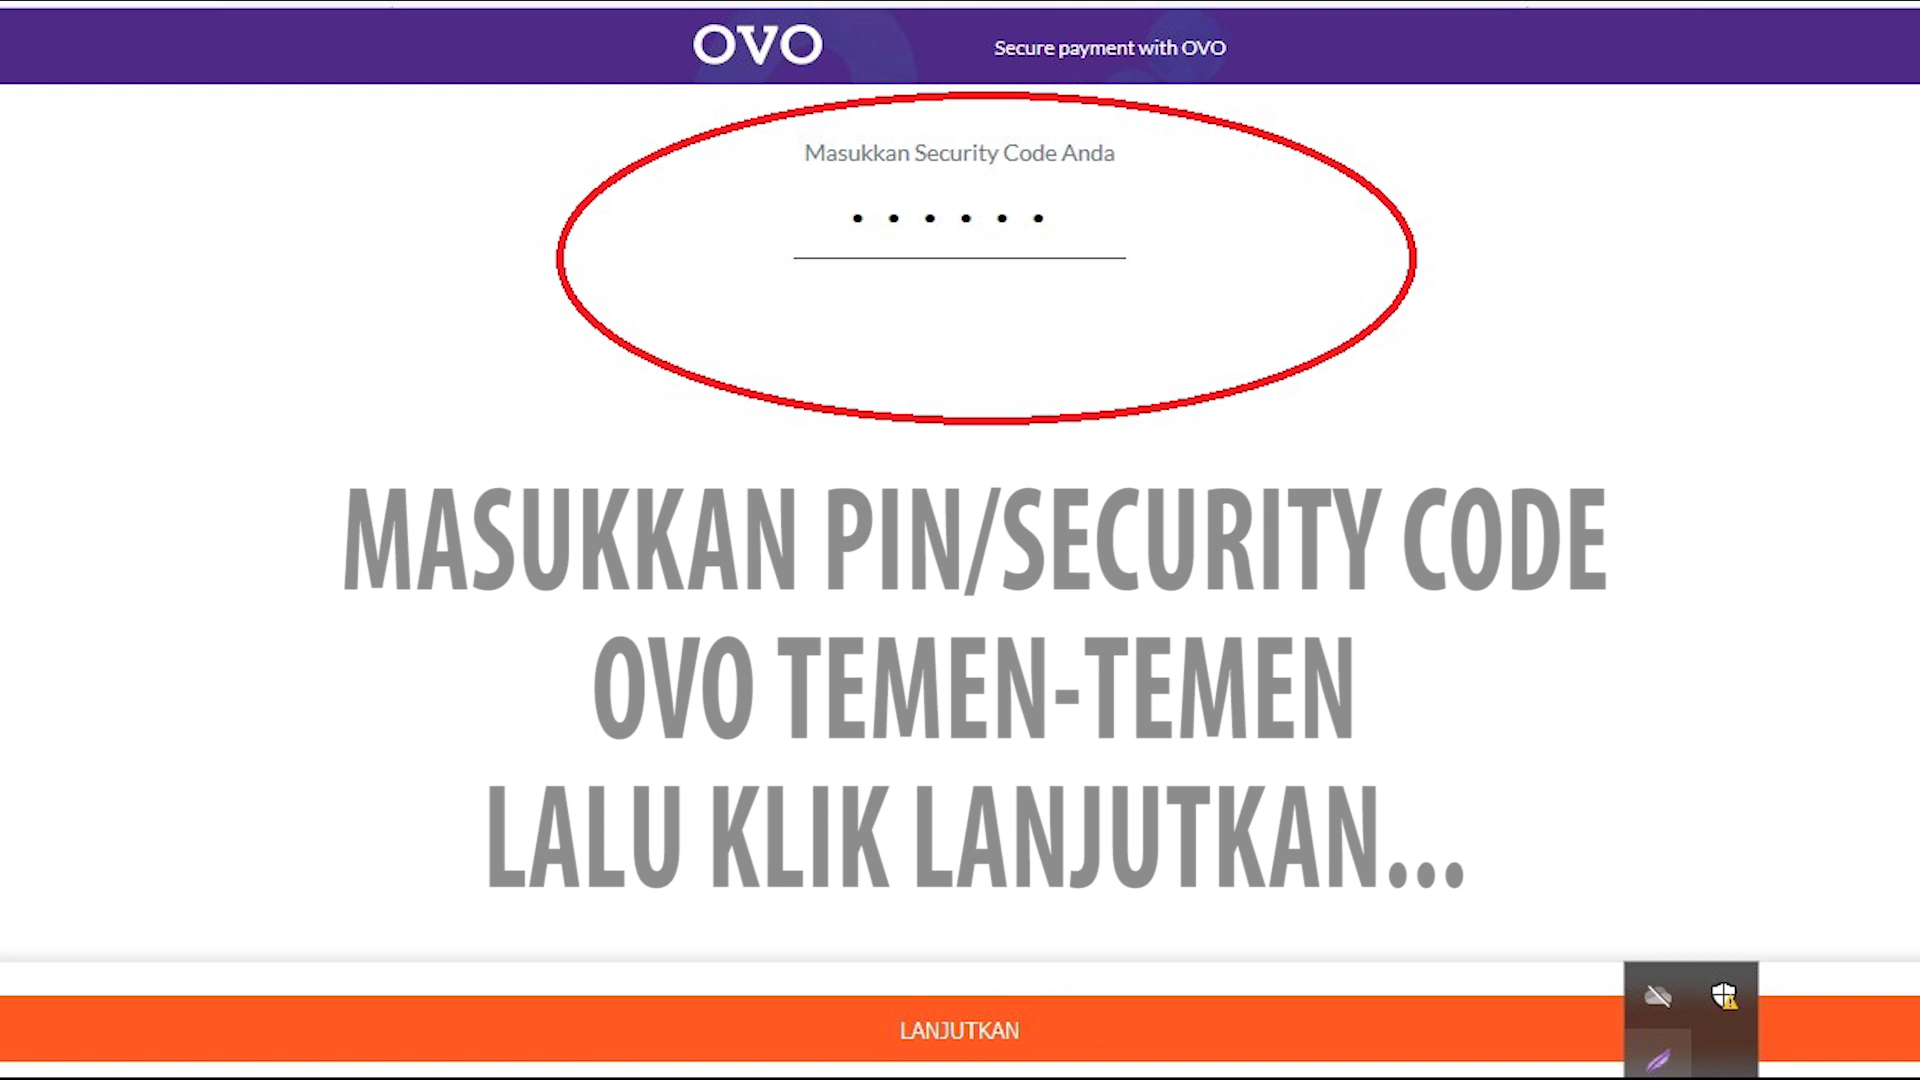 OVO
Secure payment with OVO
Masukkan Security Code Anda
MASUKKAN PIN/SECURITY CODE
OVO TEMEN-TEMEN
LALU KLIK LANJUTKAN...
LANJUTKAN